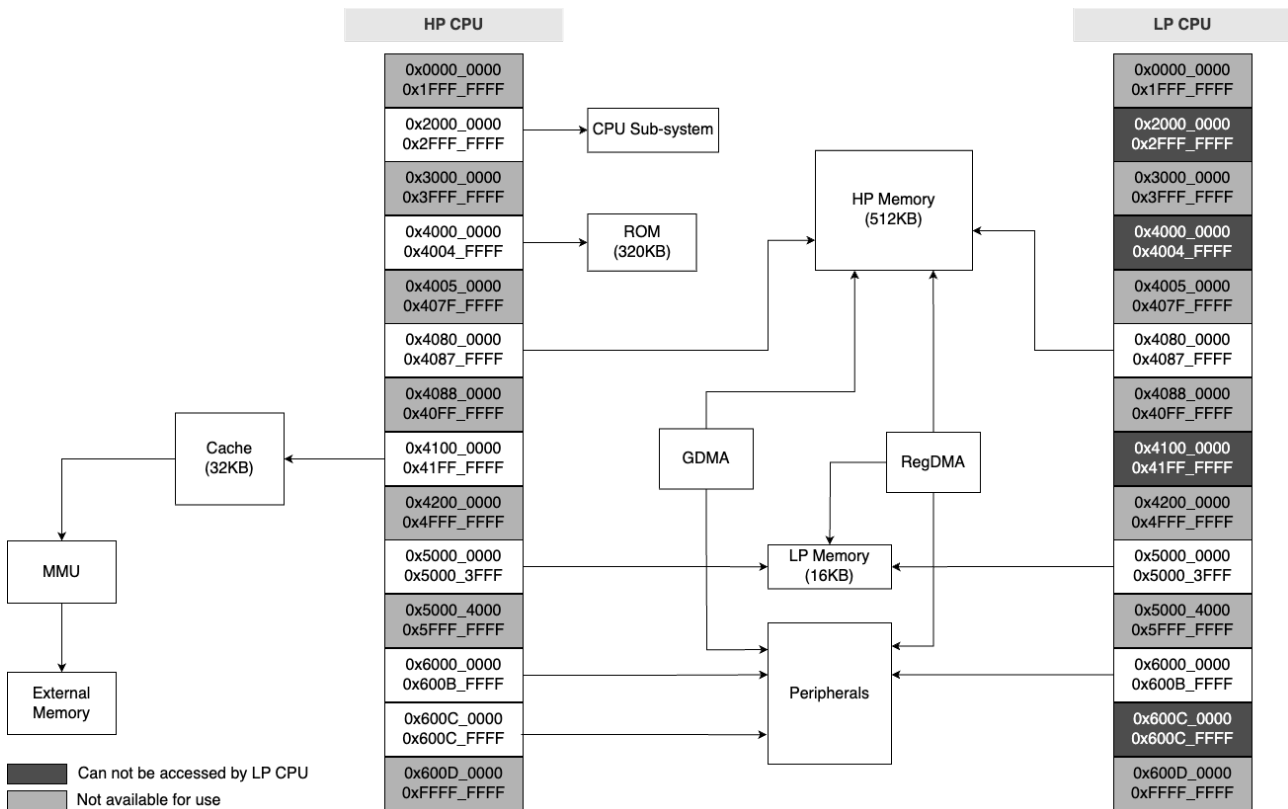 HP CPU
LP CPU
0x0000_0000
0x1FFF_FFFF
0x2000_0000
0x2FFF_FFFF
0x3000_0000
0x3FFF_FFFF
0x4000_0000
0x4004_FFFF
0x4005_0000
0x407F_FFFF
0x4080_0000
0x4087_FFFF
0x4088_0000
0x40FF_FFFF
0x4100_0000
0x41FF_FFFF
0x4200_0000
0x4FFF_FFFF
0x5000_0000
0x5000_3FFF
0x5000_4000
0x5FFF_FFFF
0x6000_0000
0x600B_FFFF
0x600C_0000
0x600C_FFFF
0x600D_0000
0xFFFF_FFFF
CPU Sub-system
ROM
(320KB)
HP Memory
(512KB)
Cache
(32KB)
GDMA
RegDMA
MMU
LP Memory
(16KB)
External
Memory
Peripherals
0x0000_0000
0x1FFF_FFFF
0x2000_0000
0x2FFF_FFFF
0x3000_0000
0x3FFF_FFFF
0x4000_0000
0x4004_FFFF
0x4005_0000
0x407F_FFFF
0x4080_0000
0x4087_FFFF
0x4088_0000
0x40FF_FFFF
0x4100_0000
0x41FF_FFFF
0x4200_0000
0x4FFF_FFFF
0x5000_0000
0x5000_3FFF
0x5000_4000
0x5FFF_FFFF
0x6000_0000
0x600B_FFFF
0x600C_0000
0x600C_FFFF
0x600D_0000
0xFFFF_FFFF
Can not be accessed by LP CPU
Not available for use